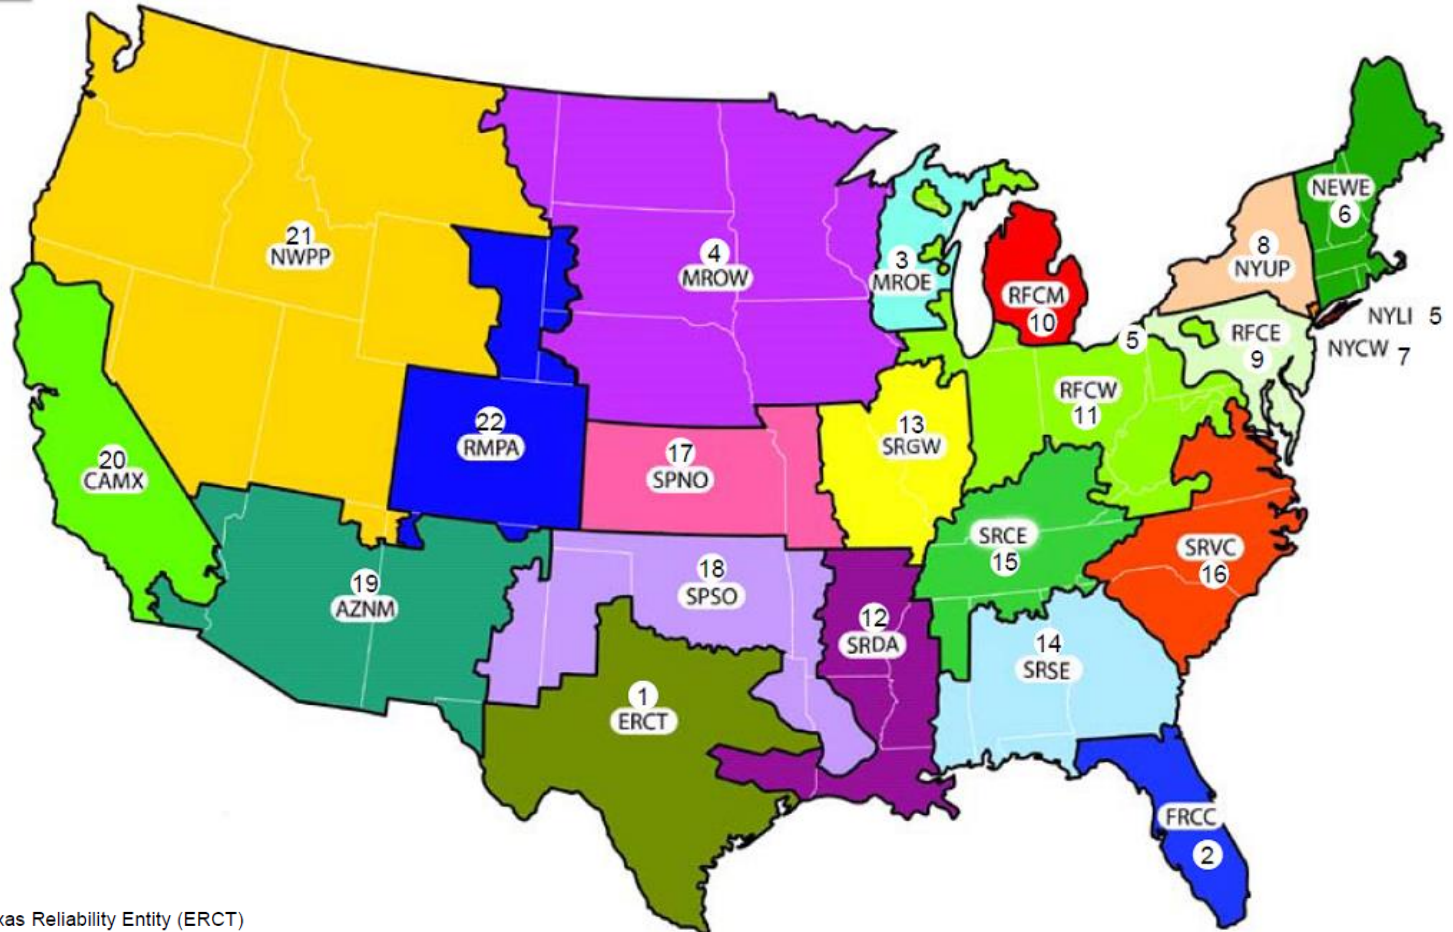 NEWE
6
8
NYUP
21
NWPP
4
MROW
3
MROE
RFCM
10
NYLI 5
5
RFCE
9
NYCW 7
RFCW
11
22
RMPA
13
SRGW
17
SPNO
20
CAMX
SRCE
15
SRVC
16
18
SPSO
19
AZNM
12
SRDA
14
SRSE
1
ERCT
FRCC
2
xas Reliability Entity (ERCT)